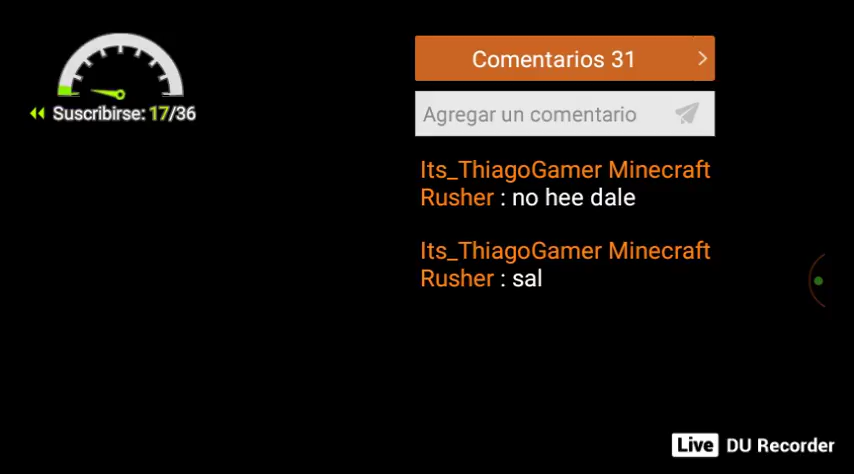 Suscribirse: 17/36
Comentarios 31
Agregar un comentario
Its_ThiagoGamer Minecraft
Rusher : no hee dale
Its_ThiagoGamer Minecraft
Rusher : sal
Live DU Recorder